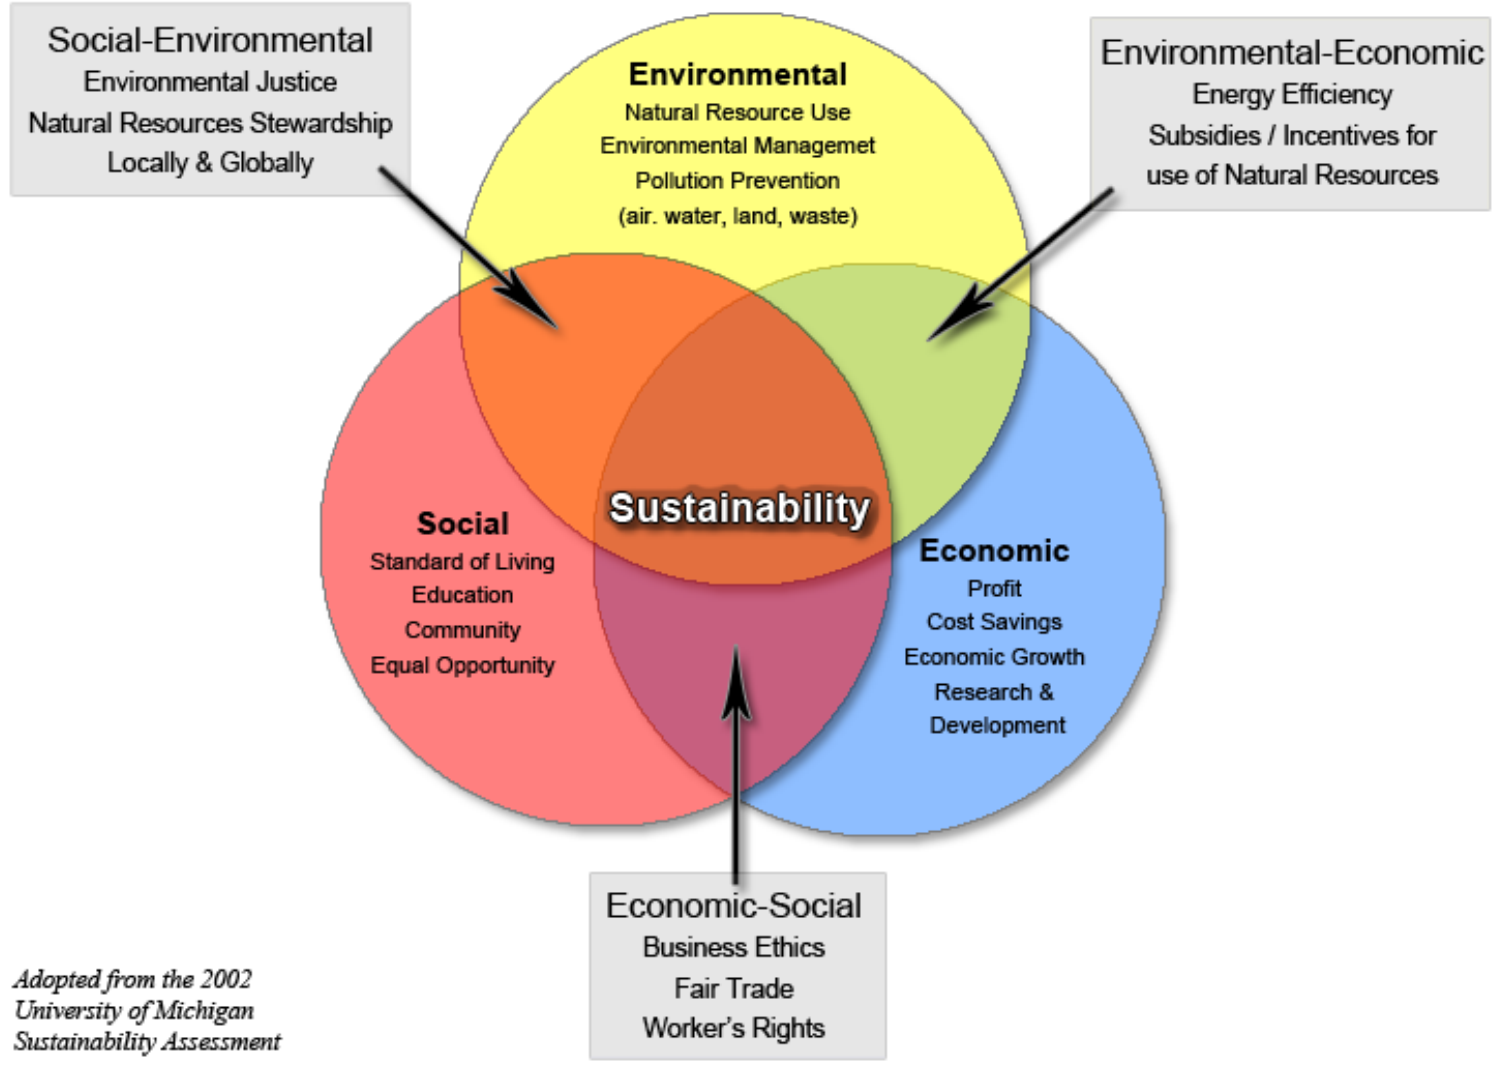 Social-Environmental
Environmental Justice
Natural Resources Stewardship
Locally & Globally
Environmental
Natural Resource Use
Environmental Managemet
Pollution Prevention
(air. water, land, waste)
Environmental-Economic
Energy Efficiency
Subsidies / Incentives for
use of Natural Resources
Sustainability
Social
Standard of Living
Education
Community
Equal Opportunity
Economic
Profit
Cost Savings
Economic Growth
Research &
Development
Economic-Social
Business Ethics
Fair Trade
Worker's Rights
Adopted from the 2002
University of Michigan
Sustainability Assessment